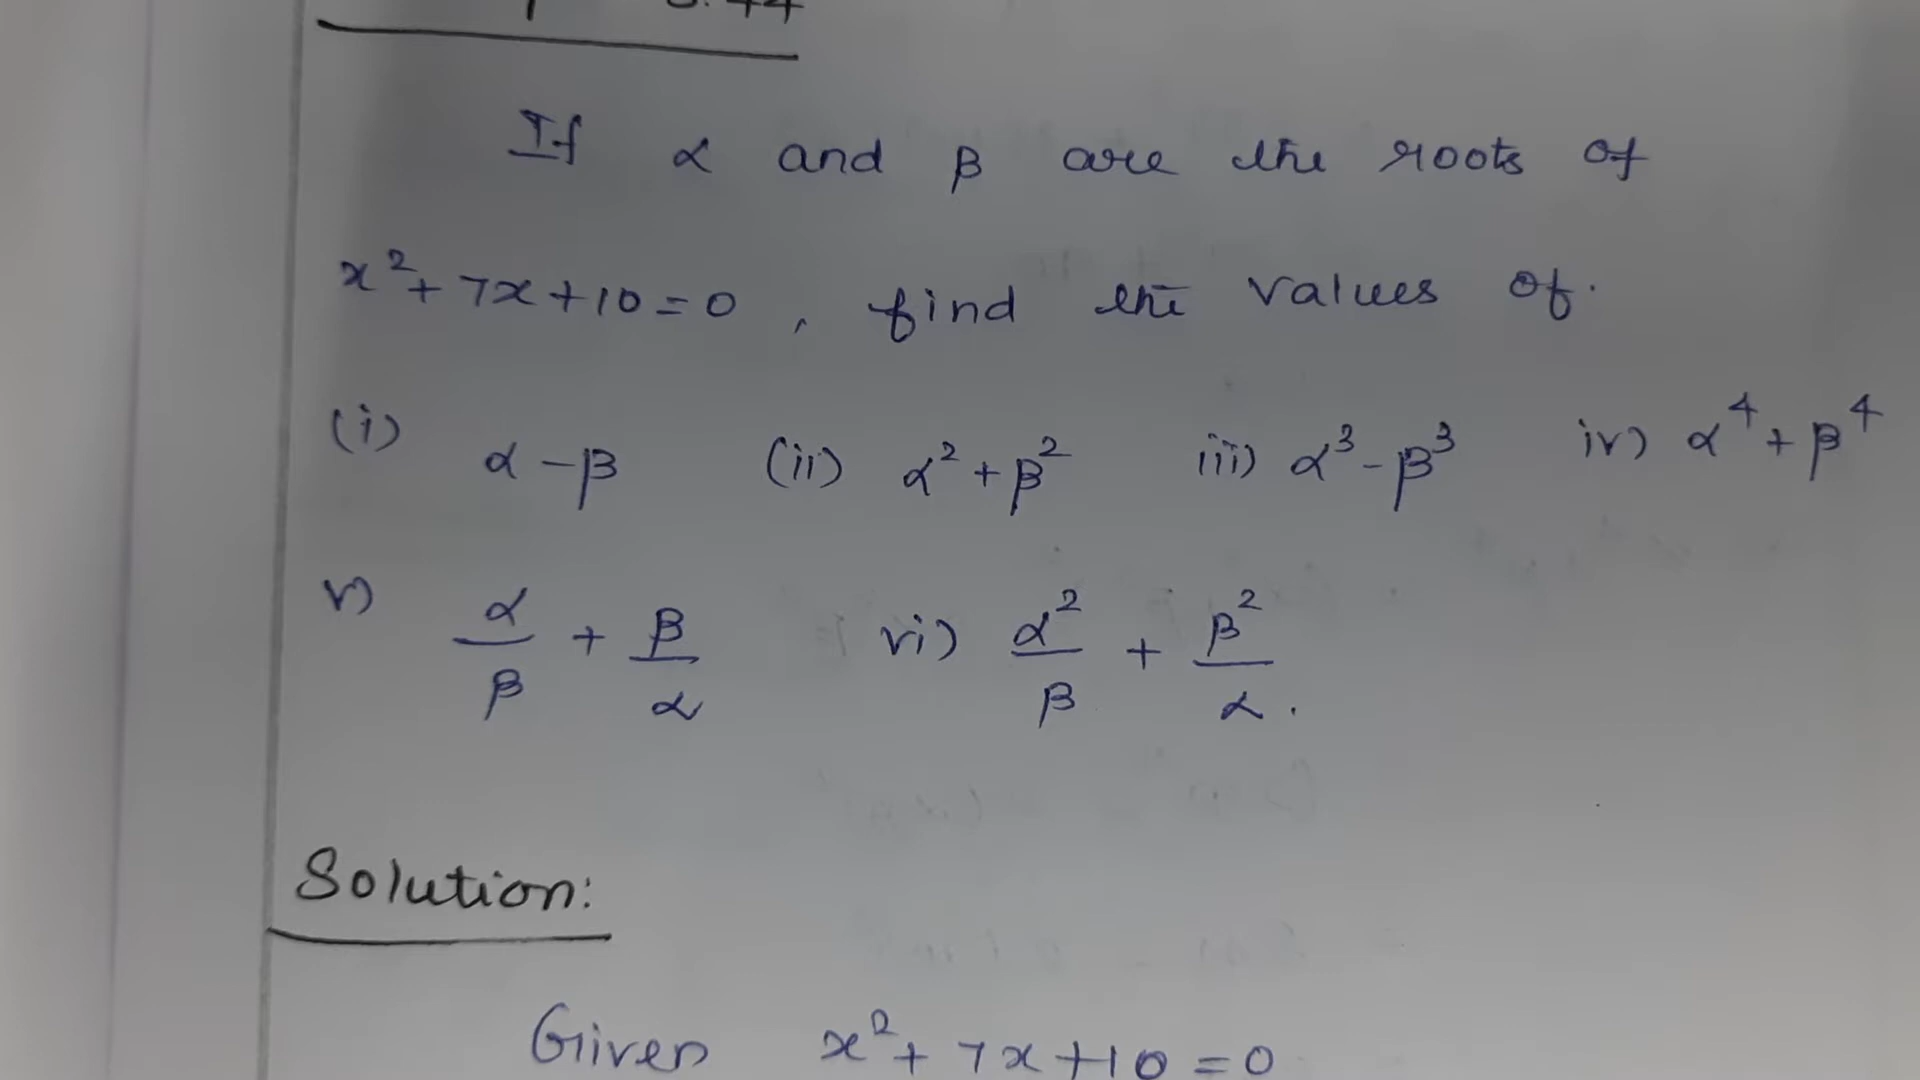 If α and β are the roots of
x²+7x+10=0, find the values of.
(i) α-β (ii) α²+β² iii) α³-β³ iv) α⁴+β⁴
v) α/β + β/α vi) α²/β + β²/α.
Solution:
Given x²+7x+10=0